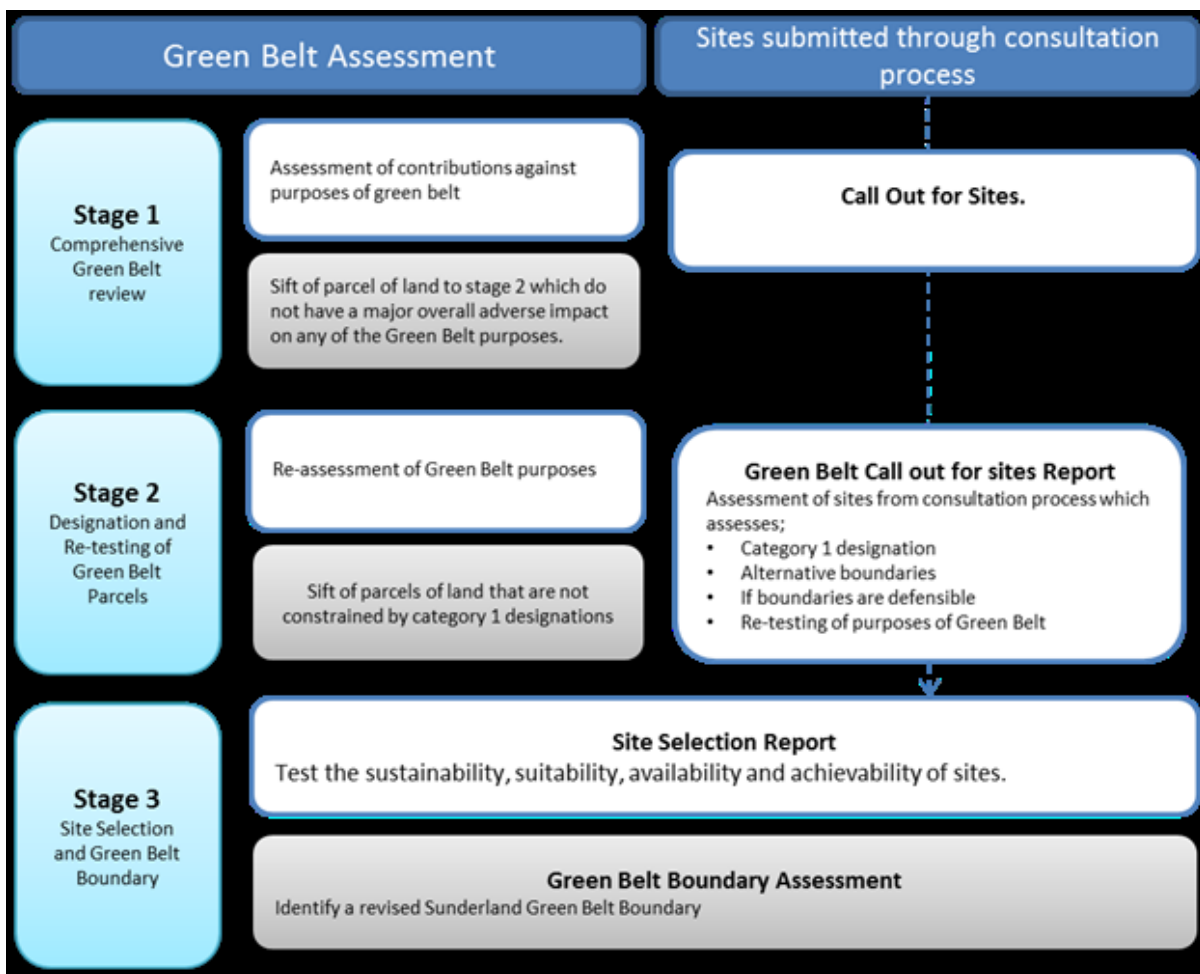 Green Belt Assessment
Sites submitted through consultation
process
Stage 1
Comprehensive
Green Belt
review
Assessment of contributions against
purposes of green belt
Sift of parcel of land to stage 2 which do
not have a major overall adverse impact
on any of the Green Belt purposes.
Call Out for Sites.
Stage 2
Designation and
Re-testing of
Green Belt
Parcels
Re-assessment of Green Belt purposes
Sift of parcels of land that are not
constrained by category 1 designations
Green Belt Call out for sites Report
Assessment of sites from consultation process which
assesses;
• Category 1 designation
• Alternative boundaries
• If boundaries are defensible
• Re-testing of purposes of Green Belt
Stage 3
Site Selection
and Green Belt
Boundary
Site Selection Report
Test the sustainability, suitability, availability and achievability of sites.
Green Belt Boundary Assessment
Identify a revised Sunderland Green Belt Boundary